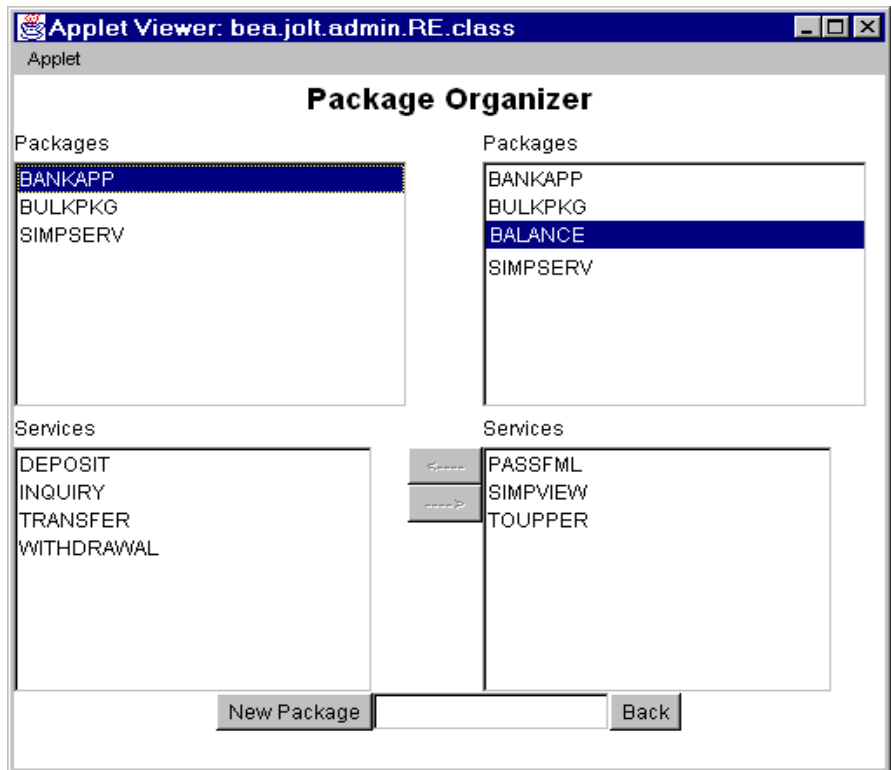 Applet Viewer: bea.jolt.admin.RE.class
Applet
Package Organizer
Packages
BANKAPP
BULKPKG
SIMPSERV
Packages
BANKAPP
BULKPKG
BALANCE
SIMPSERV
Services
DEPOSIT
INQUIRY
TRANSFER
WITHDRAWAL
<----
---->
Services
PASSFML
SIMPVIEW
TOUPPER
New Package
Back